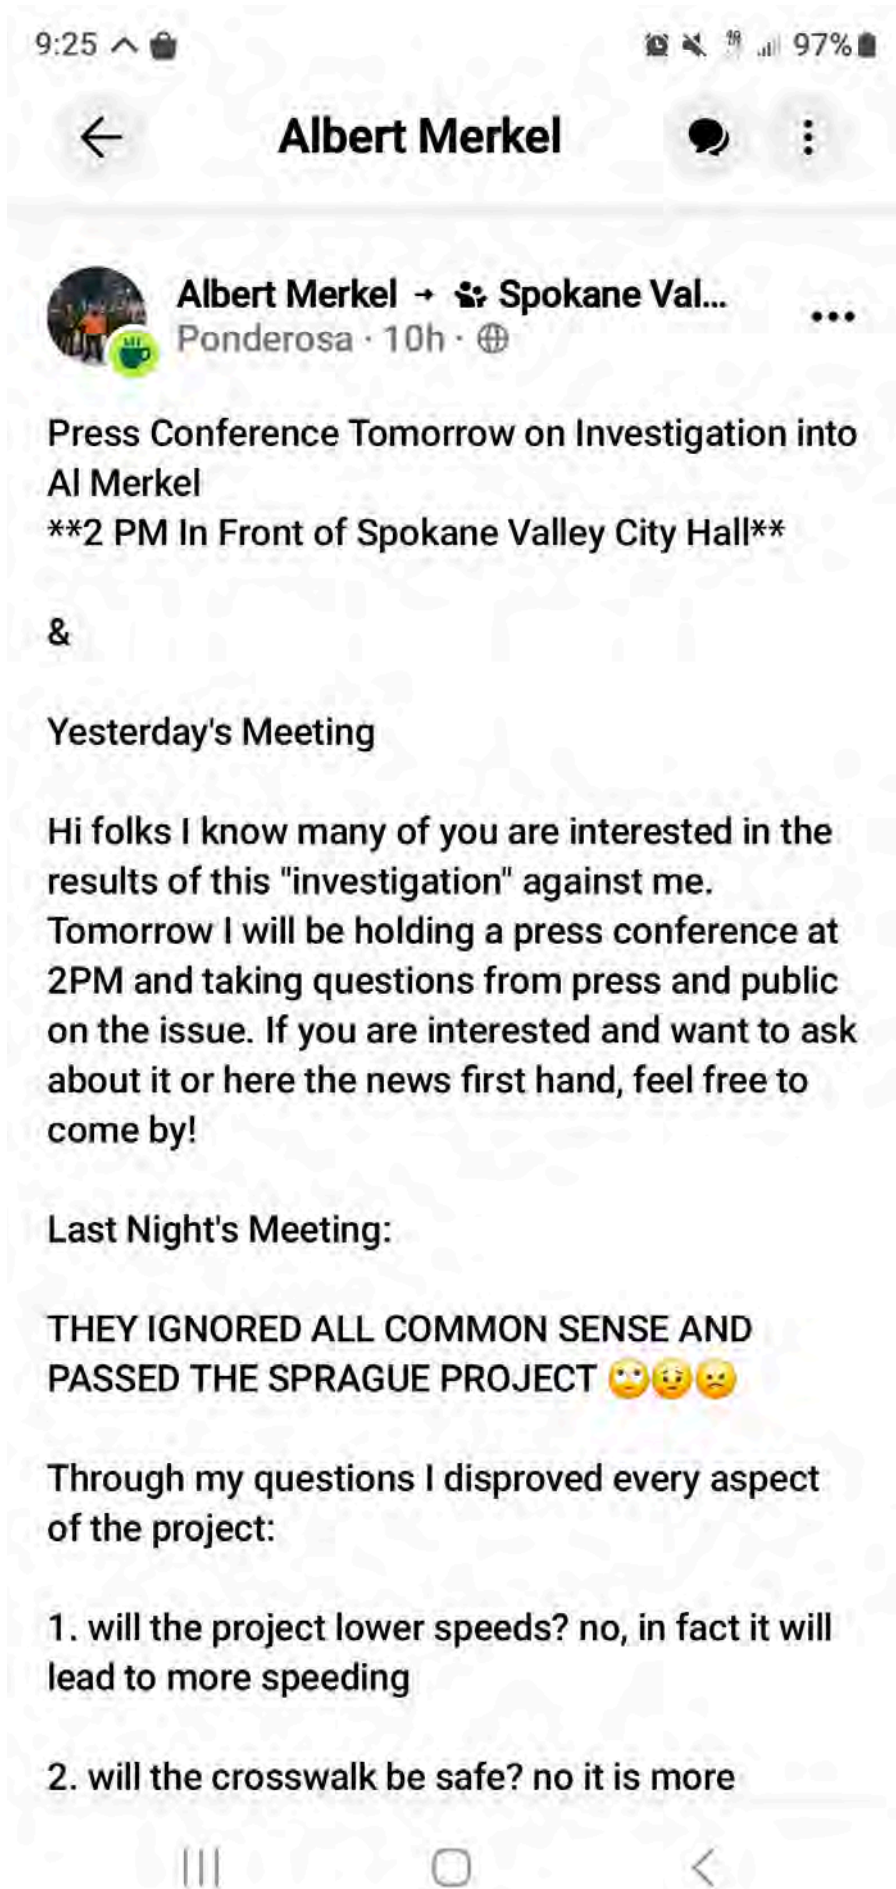 9:25 97%
Albert Merkel
Albert Merkel → Spokane Val...
Ponderosa · 10h ·
Press Conference Tomorrow on Investigation into
Al Merkel
**2 PM In Front of Spokane Valley City Hall**
&
Yesterday's Meeting
Hi folks I know many of you are interested in the
results of this "investigation" against me.
Tomorrow I will be holding a press conference at
2PM and taking questions from press and public
on the issue. If you are interested and want to ask
about it or here the news first hand, feel free to
come by!
Last Night's Meeting:
THEY IGNORED ALL COMMON SENSE AND
PASSED THE SPRAGUE PROJECT 🙄😔🙁
Through my questions I disproved every aspect
of the project:
1. will the project lower speeds? no, in fact it will
lead to more speeding
2. will the crosswalk be safe? no it is more